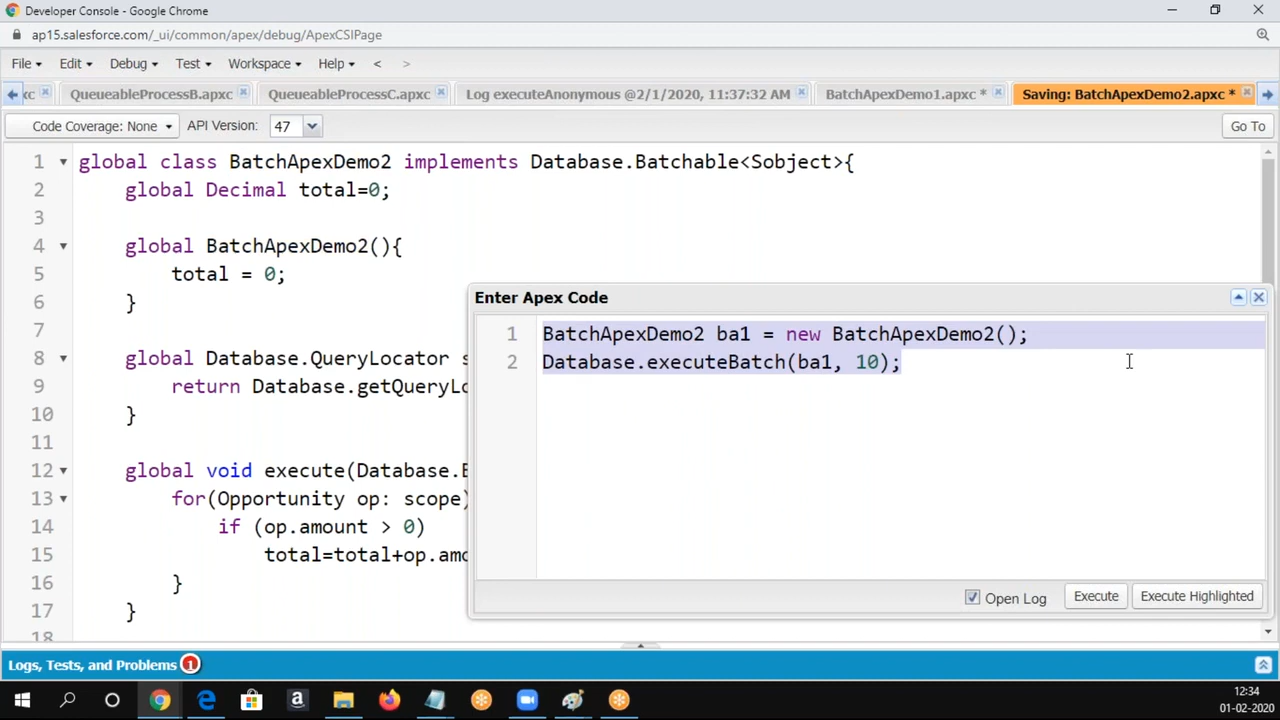 Developer Console - Google Chrome
ap15.salesforce.com/_ui/common/apex/debug/ApexCSIPage
File Edit Debug Test Workspace Help < >
xc QueueableProcessB.apxc QueueableProcessC.apxc Log executeAnonymous @2/1/2020, 11:37:32 AM BatchApexDemo1.apxc * Saving: BatchApexDemo2.apxc *
Code Coverage: None API Version: 47 Go To
1 global class BatchApexDemo2 implements Database.Batchable<Sobject>{
2 global Decimal total=0;
3
4 global BatchApexDemo2(){
5 total = 0;
6 }
7
8 global Database.QueryLocator s
9 return Database.getQueryLo
10 }
11
12 global void execute(Database.B
13 for(Opportunity op: scope)
14 if (op.amount > 0)
15 total=total+op.amo
16 }
17 }
18
Enter Apex Code
1 BatchApexDemo2 ba1 = new BatchApexDemo2();
2 Database.executeBatch(ba1, 10);
Open Log Execute Execute Highlighted
Logs, Tests, and Problems 1
12:34
01-02-2020